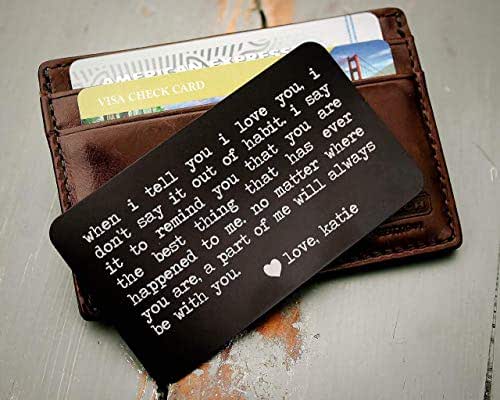 AMERICAN EXPRESS
VISA CHECK CARD
when i tell you i love you, i
don't say it out of habit. i say
it to remind you that you are
the best thing that has ever
happened to me. no matter where
you are, a part of me will always
be with you. ♥ love, katie